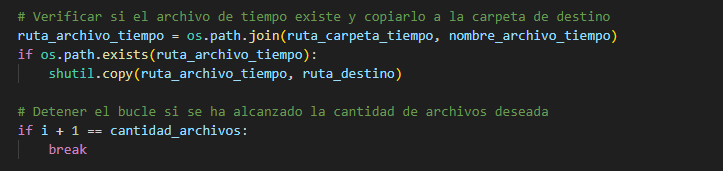 # Verificar si el archivo de tiempo existe y copiarlo a la carpeta de destino
ruta_archivo_tiempo = os.path.join(ruta_carpeta_tiempo, nombre_archivo_tiempo)
if os.path.exists(ruta_archivo_tiempo):
    shutil.copy(ruta_archivo_tiempo, ruta_destino)

# Detener el bucle si se ha alcanzado la cantidad de archivos deseada
if i + 1 == cantidad_archivos:
    break